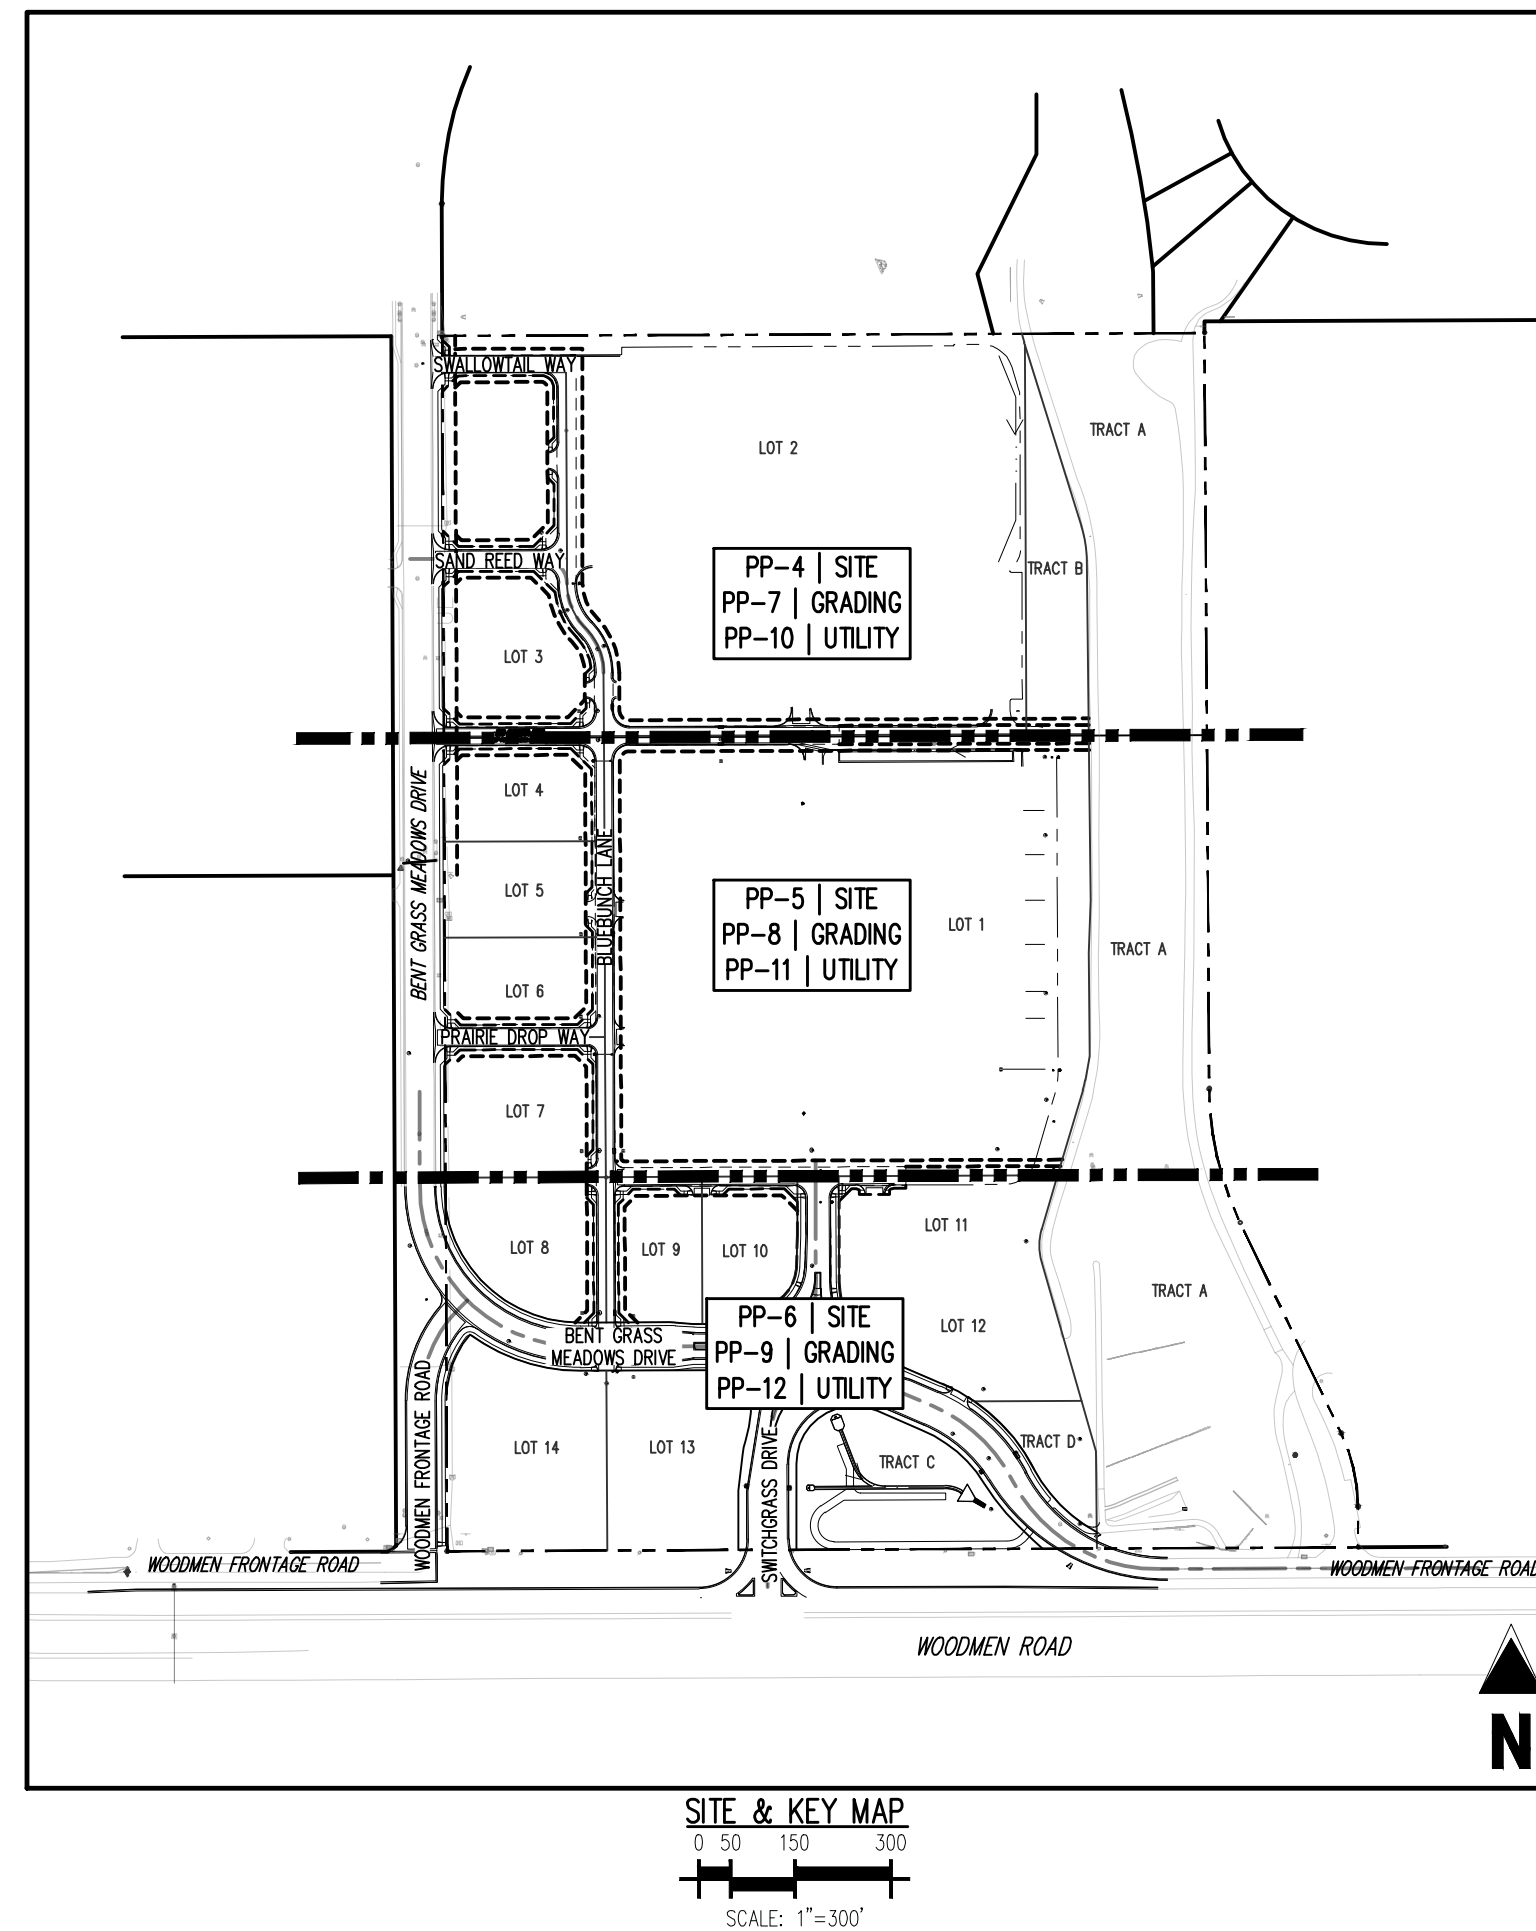 SWALLOWTAIL WAY
TRACT A
LOT 2
SAND REED WAY
TRACT B
PP-4 | SITE
PP-7 | GRADING
PP-10 | UTILITY
LOT 3
BENT GRASS MEADOWS DRIVE
LOT 4
BLUEBUNCH LANE
LOT 5
PP-5 | SITE
PP-8 | GRADING
PP-11 | UTILITY
LOT 1
TRACT A
LOT 6
PRAIRIE DROP WAY
LOT 7
LOT 8
LOT 9
LOT 10
LOT 11
TRACT A
PP-6 | SITE
PP-9 | GRADING
PP-12 | UTILITY
LOT 12
BENT GRASS
MEADOWS DRIVE
WOODMEN FRONTAGE ROAD
LOT 14
LOT 13
SWITCHGRASS DRIVE
TRACT C
TRACT D
WOODMEN FRONTAGE ROAD
WOODMEN FRONTAGE ROAD
WOODMEN ROAD
N
SITE & KEY MAP
0 50 150 300
SCALE: 1"=300'